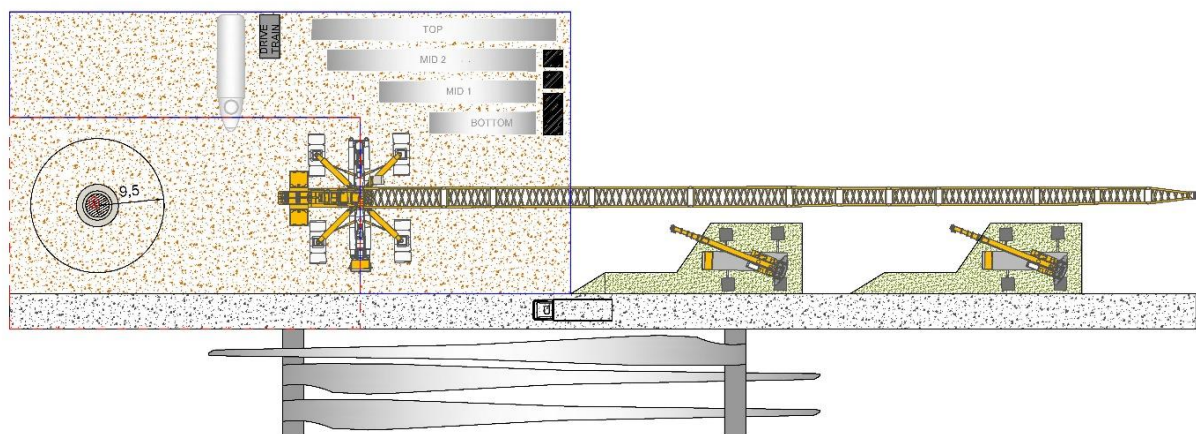 TOP
DRIVE
TRAIN
MID 2
MID 1
BOTTOM
9,5